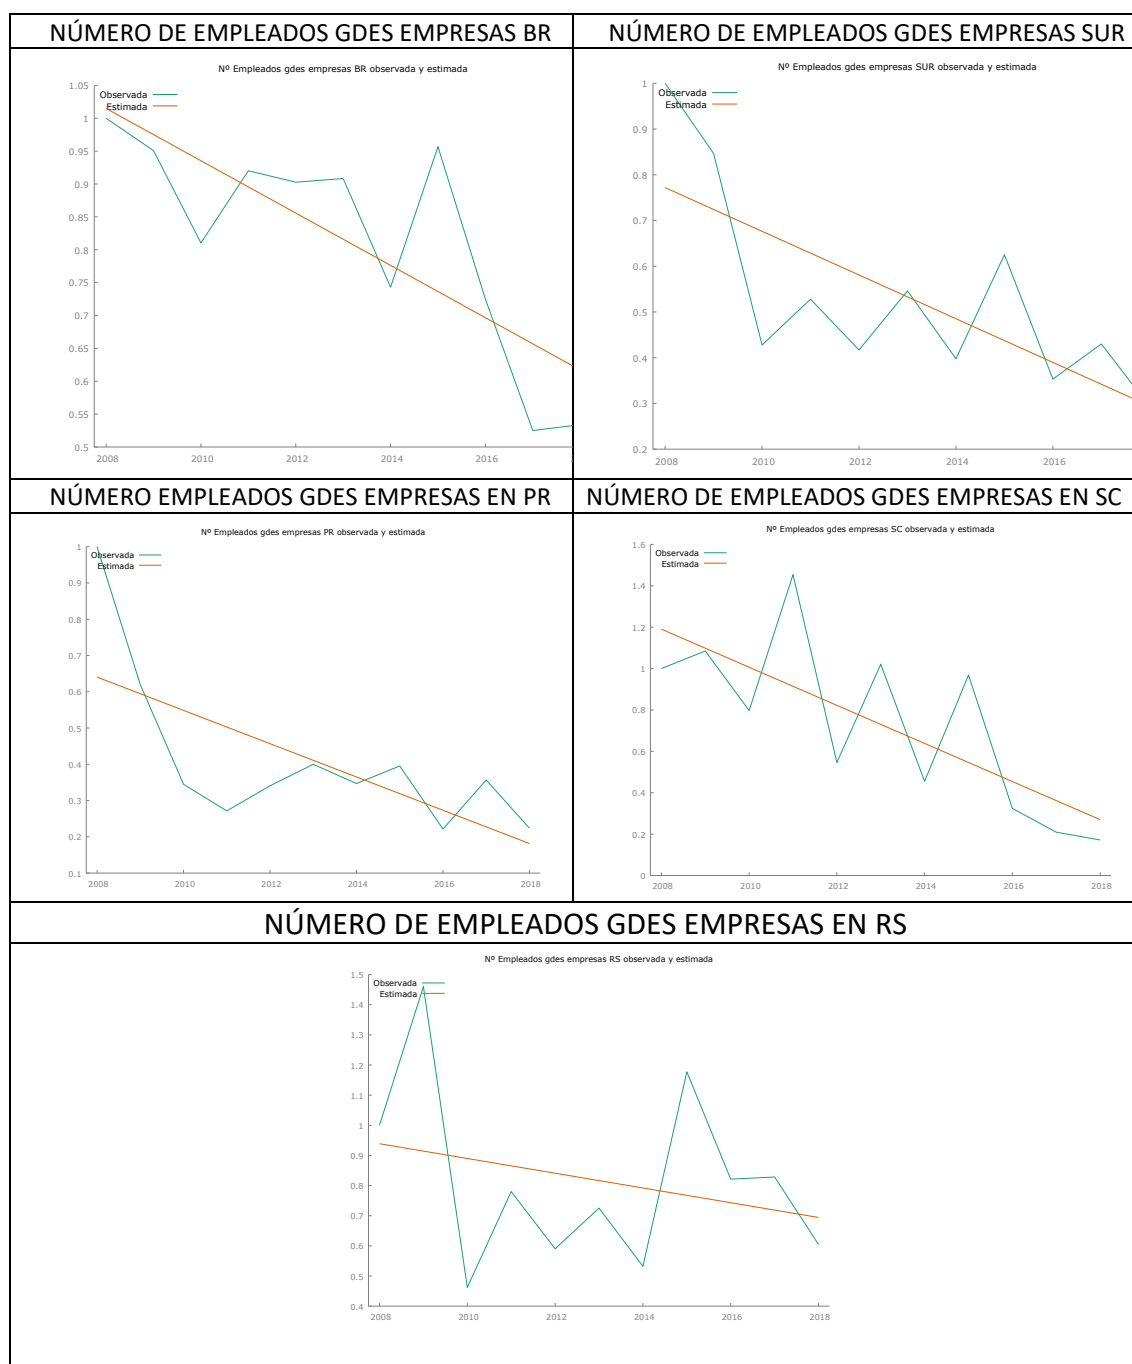 NÚMERO DE EMPLEADOS GDES EMPRESAS BR
NÚMERO DE EMPLEADOS GDES EMPRESAS SUR
Nº Empleados gdes empresas BR observada y estimada
Observada
Estimada
1.05
1
0.95
0.9
0.85
0.8
0.75
0.7
0.65
0.6
0.55
0.5
2008 2010 2012 2014 2016
Nº Empleados gdes empresas SUR observada y estimada
Observada
Estimada
1
0.9
0.8
0.7
0.6
0.5
0.4
0.3
0.2
2008 2010 2012 2014 2016
NÚMERO EMPLEADOS GDES EMPRESAS EN PR
NÚMERO DE EMPLEADOS GDES EMPRESAS EN SC
Nº Empleados gdes empresas PR observada y estimada
Observada
Estimada
1
0.9
0.8
0.7
0.6
0.5
0.4
0.3
0.2
0.1
2008 2010 2012 2014 2016 2018
Nº Empleados gdes empresas SC observada y estimada
Observada
Estimada
1.6
1.4
1.2
1
0.8
0.6
0.4
0.2
0
2008 2010 2012 2014 2016 2018
NÚMERO DE EMPLEADOS GDES EMPRESAS EN RS
Nº Empleados gdes empresas RS observada y estimada
Observada
Estimada
1.5
1.4
1.3
1.2
1.1
1
0.9
0.8
0.7
0.6
0.5
0.4
2008 2010 2012 2014 2016 2018